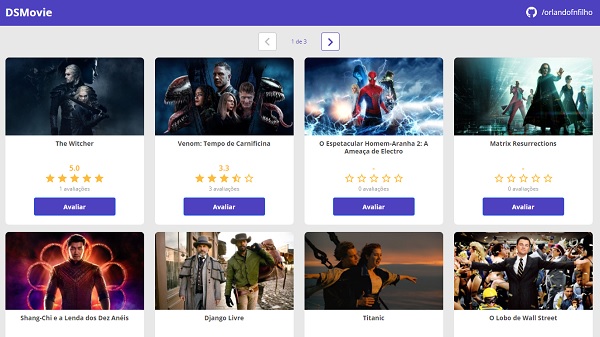 DSMovie
/orlandofnfilho
1 de 3
The Witcher
5.0
1 avaliações
Avaliar
Venom: Tempo de Carnificina
3.3
3 avaliações
Avaliar
O Espetacular Homem-Aranha 2: A
Ameaça de Electro
-
0 avaliações
Avaliar
Matrix Resurrections
-
0 avaliações
Avaliar
Shang-Chi e a Lenda dos Dez Anéis
Django Livre
Titanic
O Lobo de Wall Street